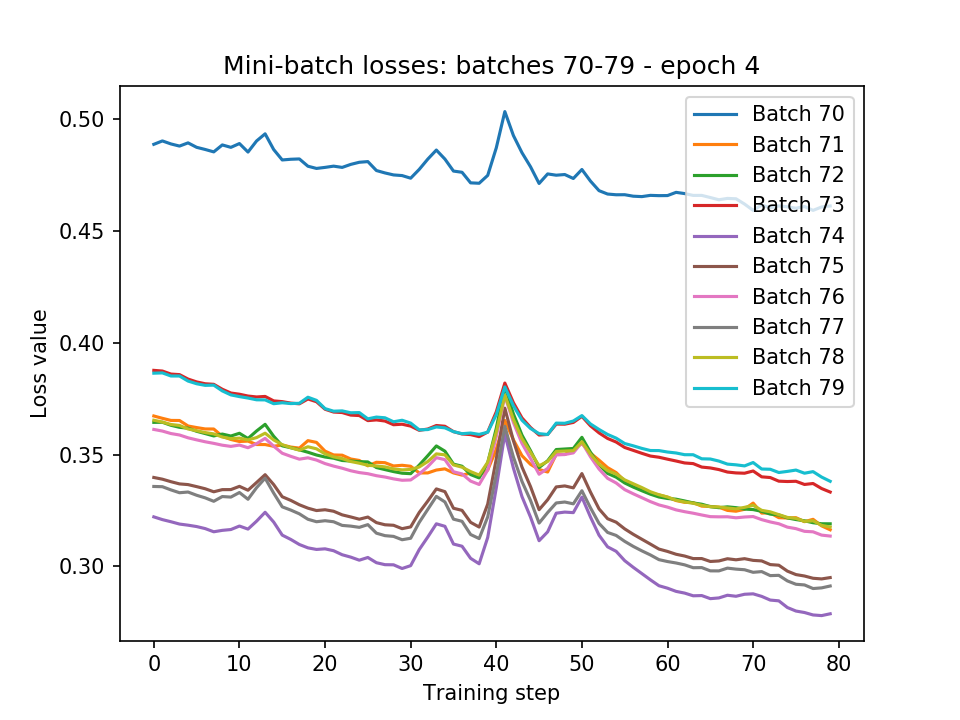 Mini-batch losses: batches 70-79 - epoch 4
0.50
0.45
0.40
0.35
0.30
Loss value
0
10
20
30
40
50
60
70
80
Training step
Batch 70
Batch 71
Batch 72
Batch 73
Batch 74
Batch 75
Batch 76
Batch 77
Batch 78
Batch 79